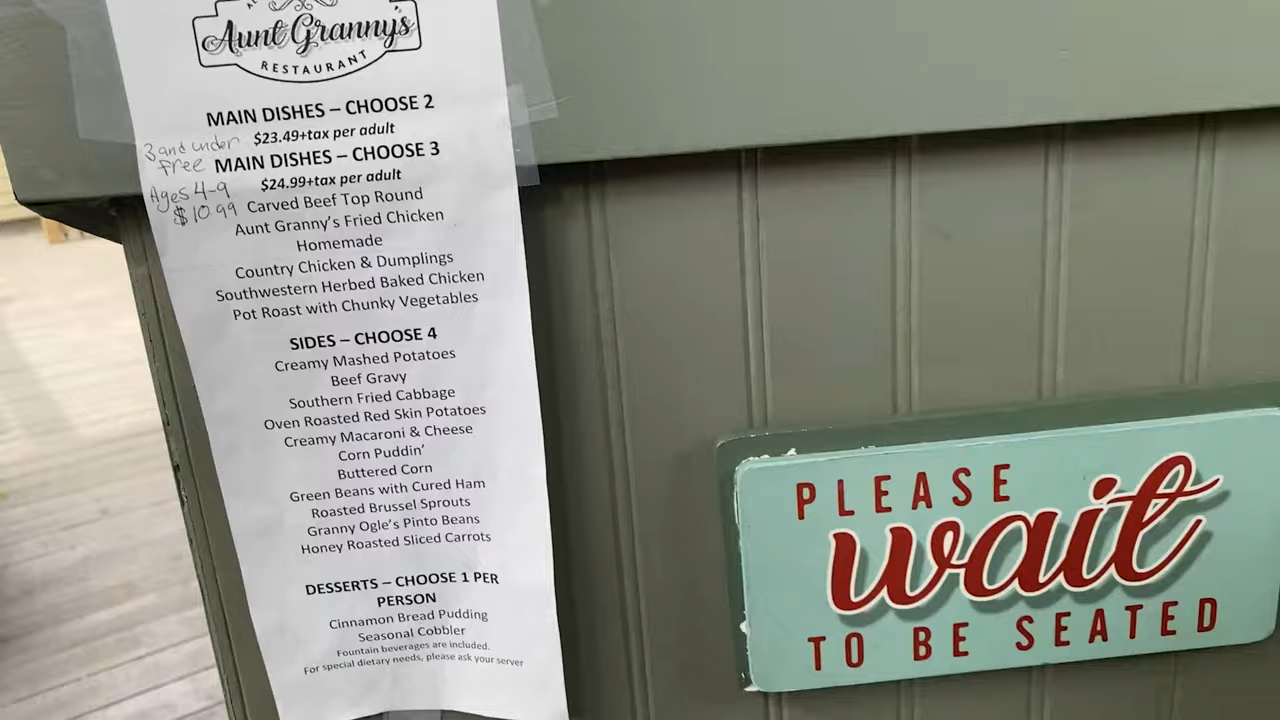 Aunt Granny's
RESTAURANT
MAIN DISHES – CHOOSE 2
$23.49+tax per adult
MAIN DISHES – CHOOSE 3
$24.99+tax per adult
3 and under
free
Ages 4-9
$10.99
Carved Beef Top Round
Aunt Granny's Fried Chicken
Homemade
Country Chicken & Dumplings
Southwestern Herbed Baked Chicken
Pot Roast with Chunky Vegetables
SIDES – CHOOSE 4
Creamy Mashed Potatoes
Beef Gravy
Southern Fried Cabbage
Oven Roasted Red Skin Potatoes
Creamy Macaroni & Cheese
Corn Puddin'
Buttered Corn
Green Beans with Cured Ham
Roasted Brussel Sprouts
Granny Ogle's Pinto Beans
Honey Roasted Sliced Carrots
DESSERTS – CHOOSE 1 PER
PERSON
Cinnamon Bread Pudding
Seasonal Cobbler
Fountain beverages are included.
For special dietary needs, please ask your server
PLEASE
wait
TO BE SEATED